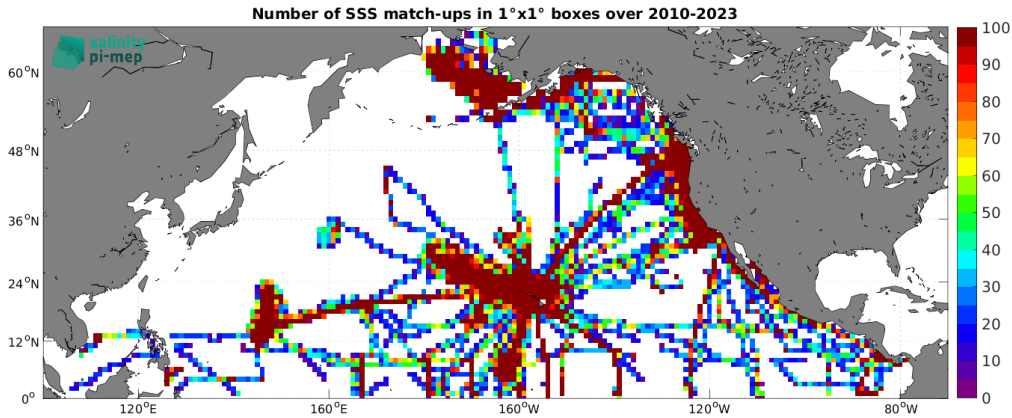 Number of SSS match-ups in 1°x1° boxes over 2010-2023
salinity
pi-mep
60°N
48°N
36°N
24°N
12°N
0°
120°E
160°E
160°W
120°W
80°W
100
90
80
70
60
50
40
30
20
10
0